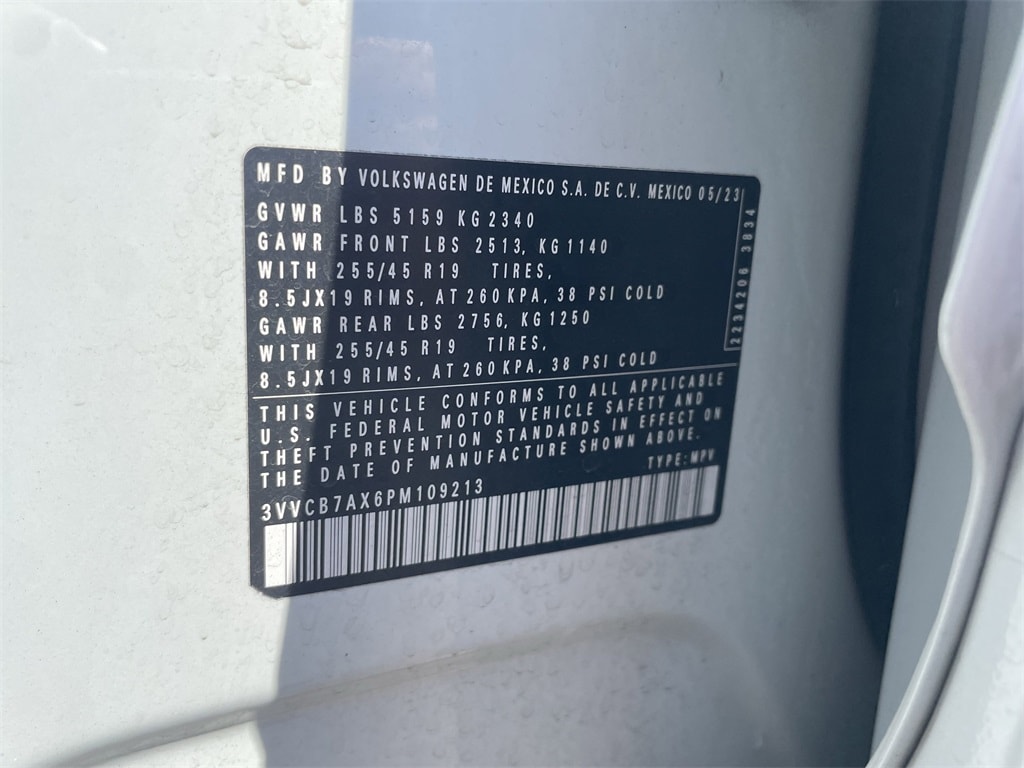 MFD BY VOLKSWAGEN DE MEXICO S.A. DE C.V. MEXICO 05/23
GVWR LBS 5159 KG 2340
GAWR FRONT LBS 2513, KG 1140
WITH 255/45 R19 TIRES,
8.5JX19 RIMS, AT 260 KPA, 38 PSI COLD
GAWR REAR LBS 2756, KG 1250
WITH 255/45 R19 TIRES,
8.5JX19 RIMS, AT 260 KPA, 38 PSI COLD
2234206 3834
THIS VEHICLE CONFORMS TO ALL APPLICABLE
U.S. FEDERAL MOTOR VEHICLE SAFETY AND
THEFT PREVENTION STANDARDS IN EFFECT ON
THE DATE OF MANUFACTURE SHOWN ABOVE.
TYPE: MPV
3VVCB7AX6PM109213